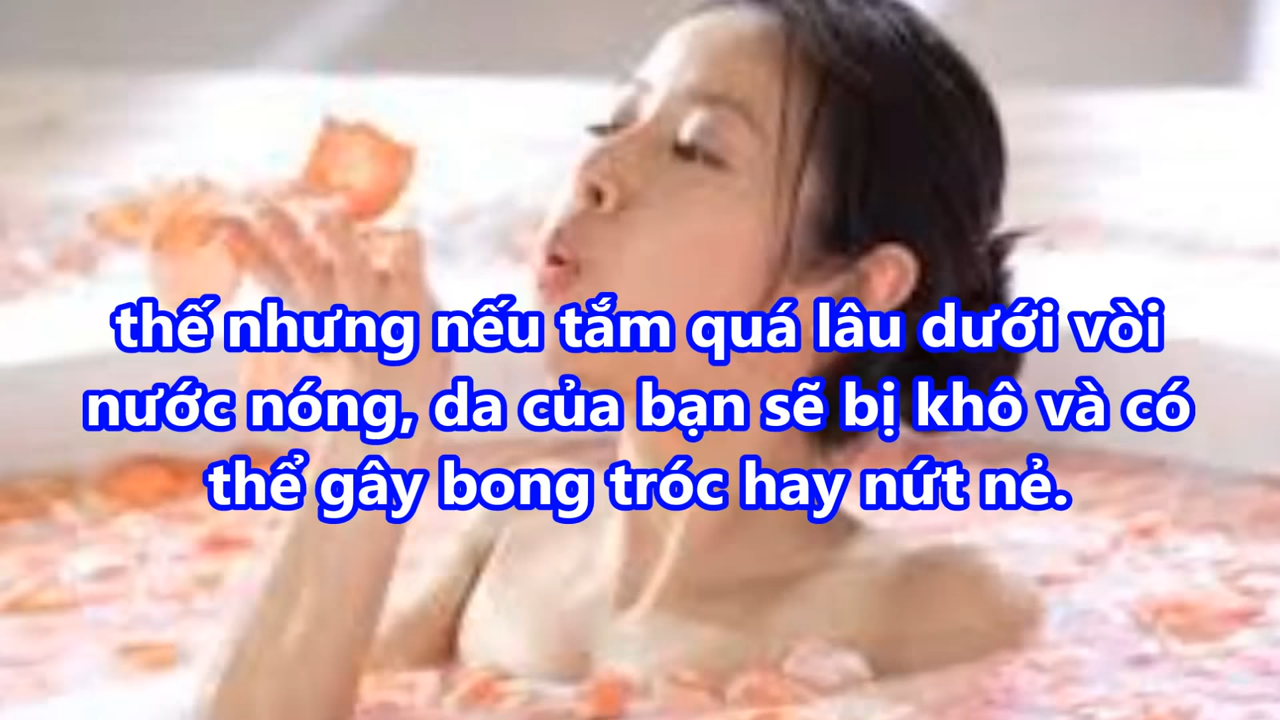 thế nhưng nếu tắm quá lâu dưới vòi
nước nóng, da của bạn sẽ bị khô và có
thể gây bong tróc hay nứt nẻ.